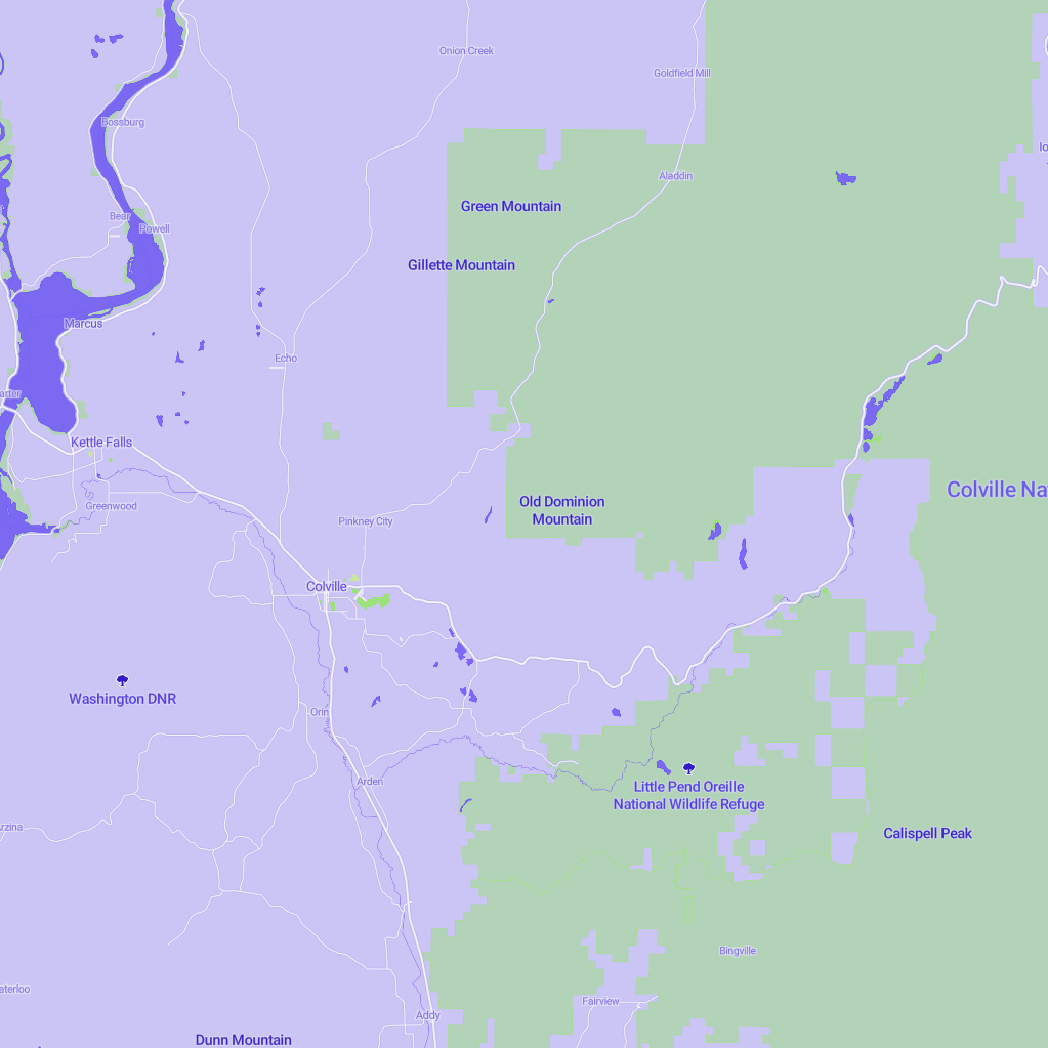 Onion Creek
Goldfield Mill
Bossburg
Aladdin
Green Mountain
Bear
Powell
Gillette Mountain
Marcus
Echo
Kettle Falls
Colville Na
Greenwood
Old Dominion
Mountain
Pinkney City
Colville
Washington DNR
Orin
Arden
Little Pend Oreille
National Wildlife Refuge
Calispell Peak
Bingville
Fairview
Addy
Dunn Mountain